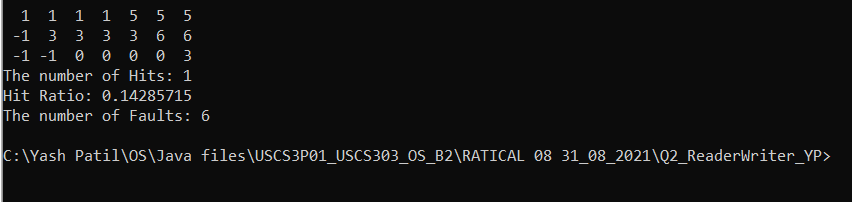 1  1  1  1  5  5  5
 -1  3  3  3  3  6  6
 -1 -1  0  0  0  0  3
The number of Hits: 1
Hit Ratio: 0.14285715
The number of Faults: 6
C:\Yash Patil\OS\Java files\USCS3P01_USCS303_OS_B2\RATICAL 08 31_08_2021\Q2_ReaderWriter_YP>